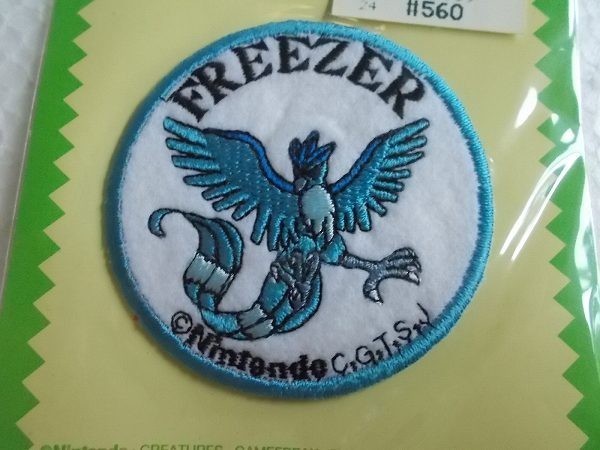 24
#560
FREEZER
©Nintendo C,G,T,S,J
©Nintendo · CREATURES · GAMEFREAK